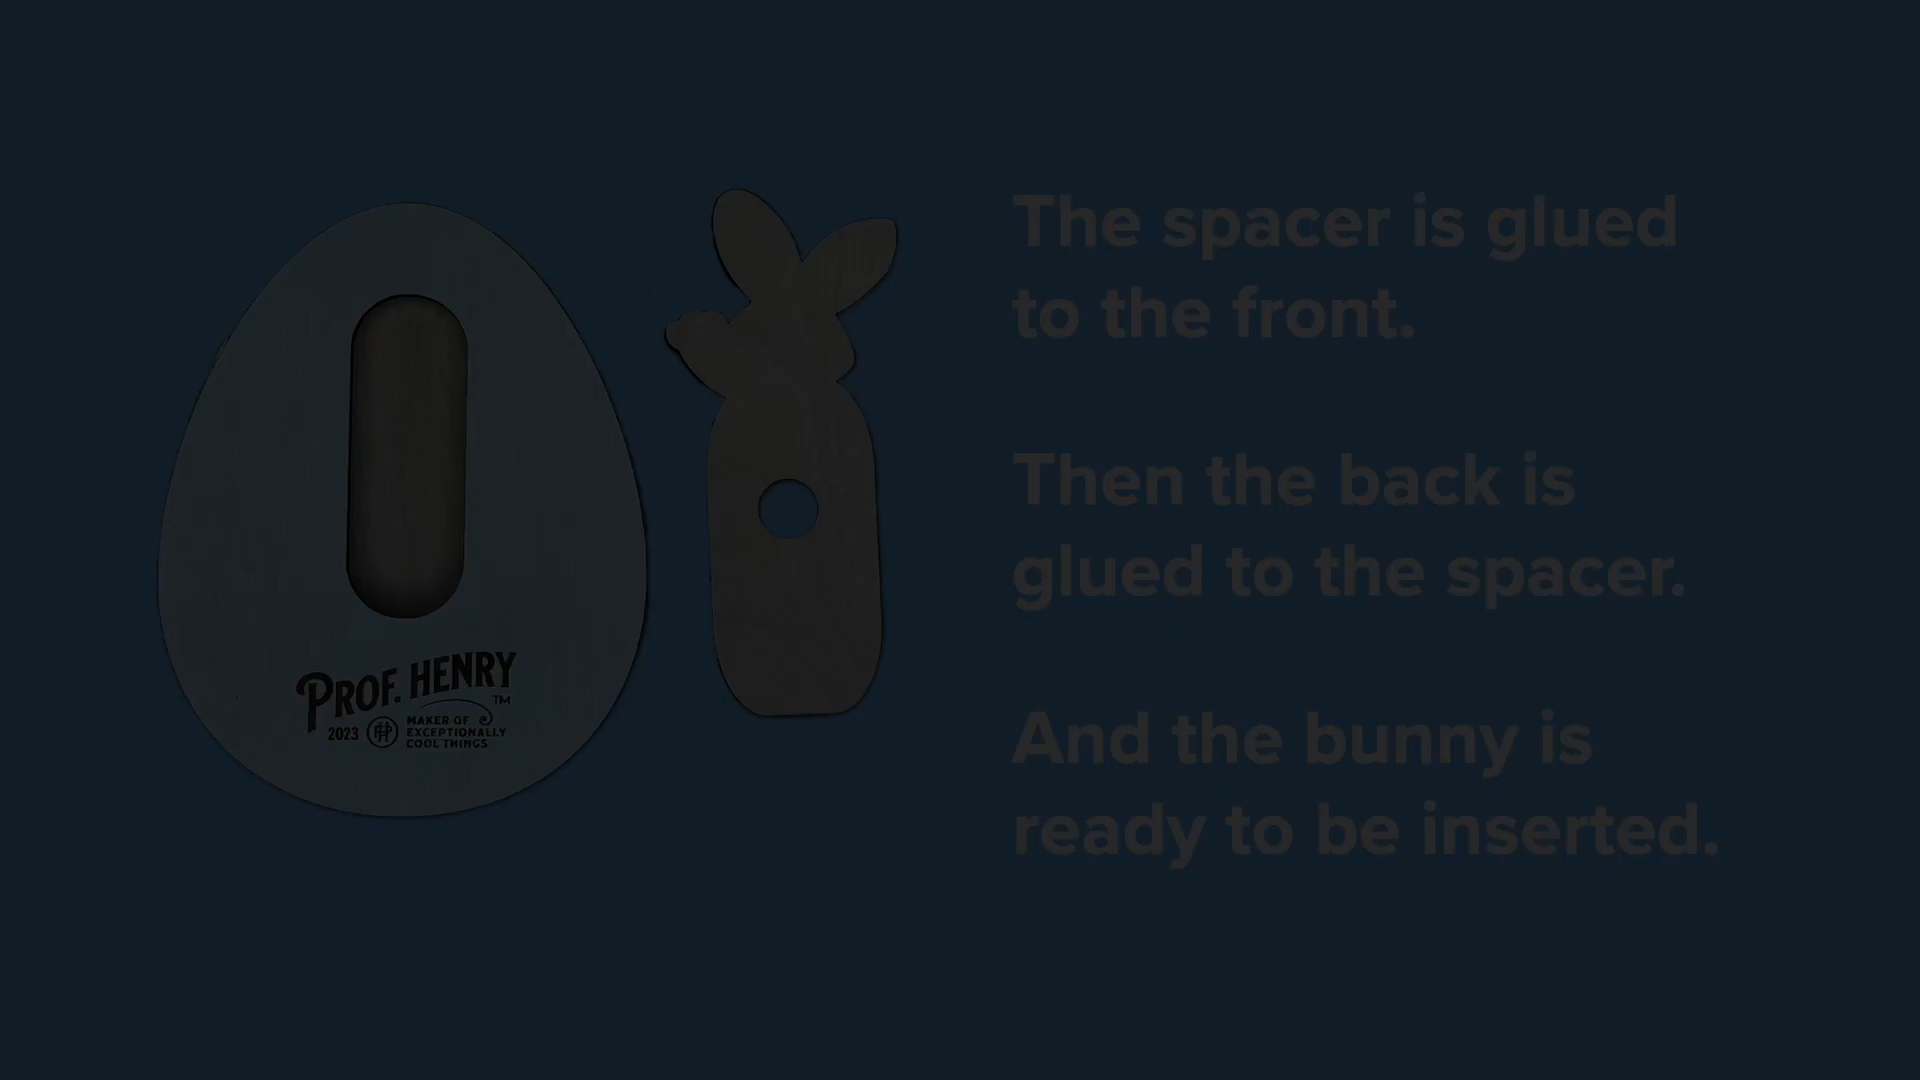 The spacer is glued
to the front.
Then the back is
glued to the spacer.
And the bunny is
ready to be inserted.
PROF. HENRY
TM
2023
HP
MAKER OF
EXCEPTIONALLY
COOL THINGS